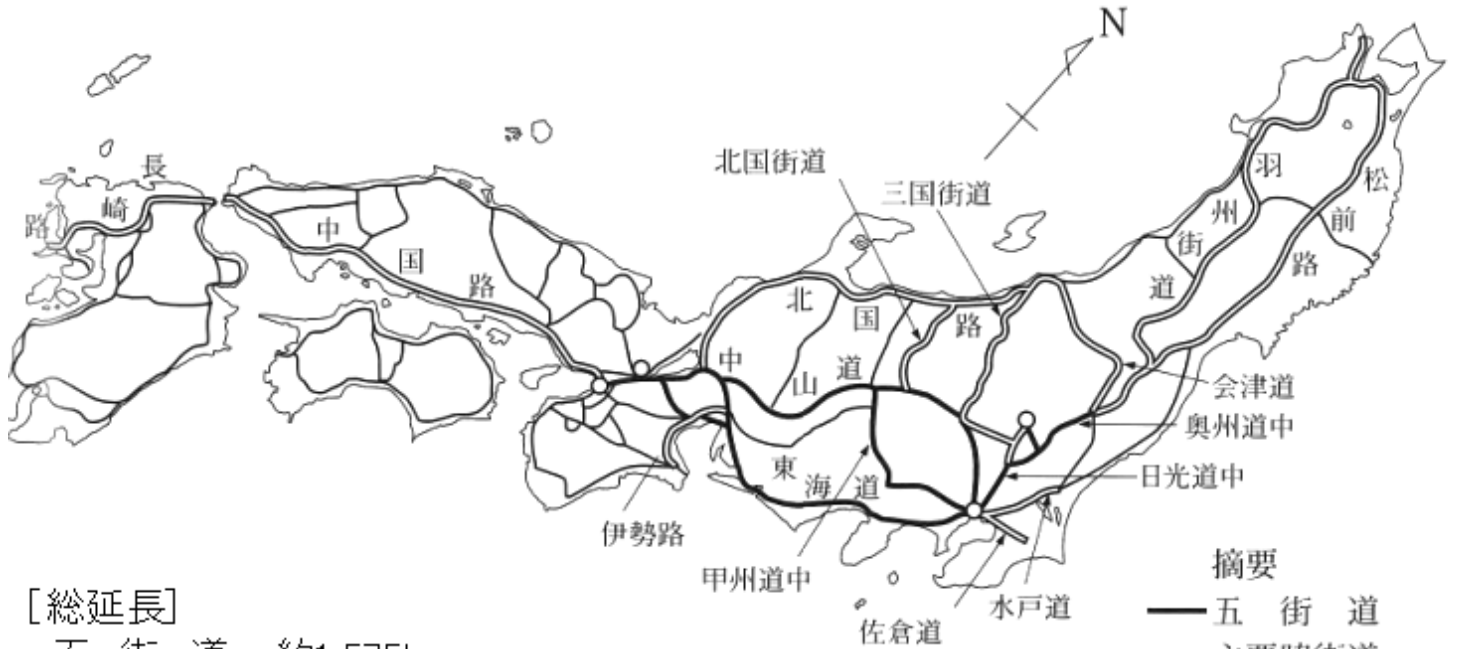 N
北国街道
三国街道
長崎路
中国路
北国路
中山道
東海道
羽州街道
松前路
会津道
奥州道中
日光道中
伊勢路
甲州道中
水戸道
佐倉道
摘要
五街道
[総延長]